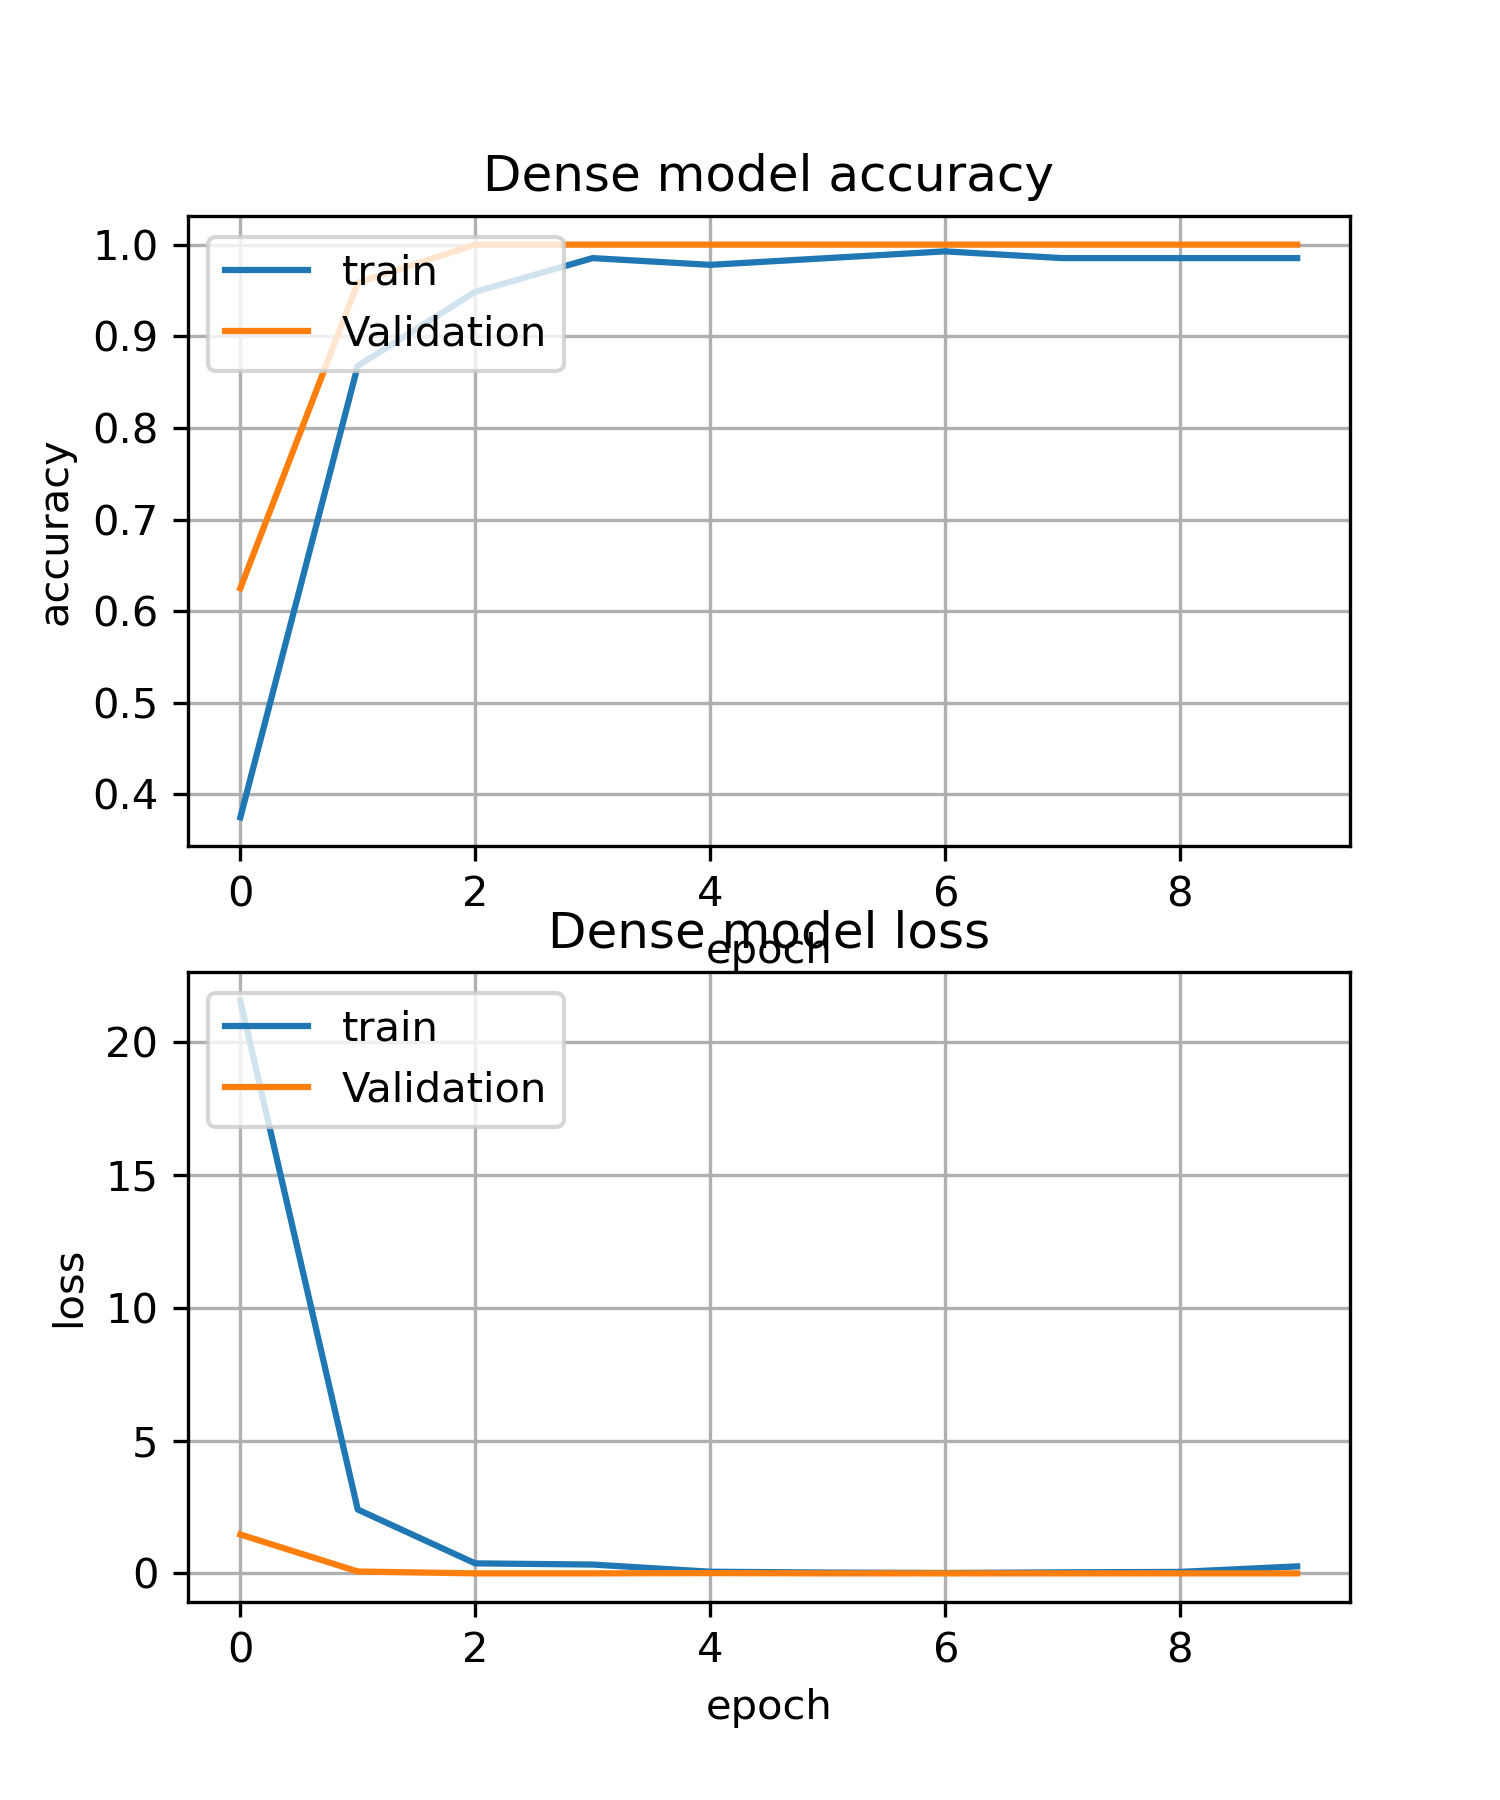 Dense model accuracy
1.0
0.9
0.8
0.7
0.6
0.5
0.4
accuracy
train
Validation
0 2 4 6 8
epoch
Dense model loss
20
15
10
5
0
loss
train
Validation
0 2 4 6 8
epoch